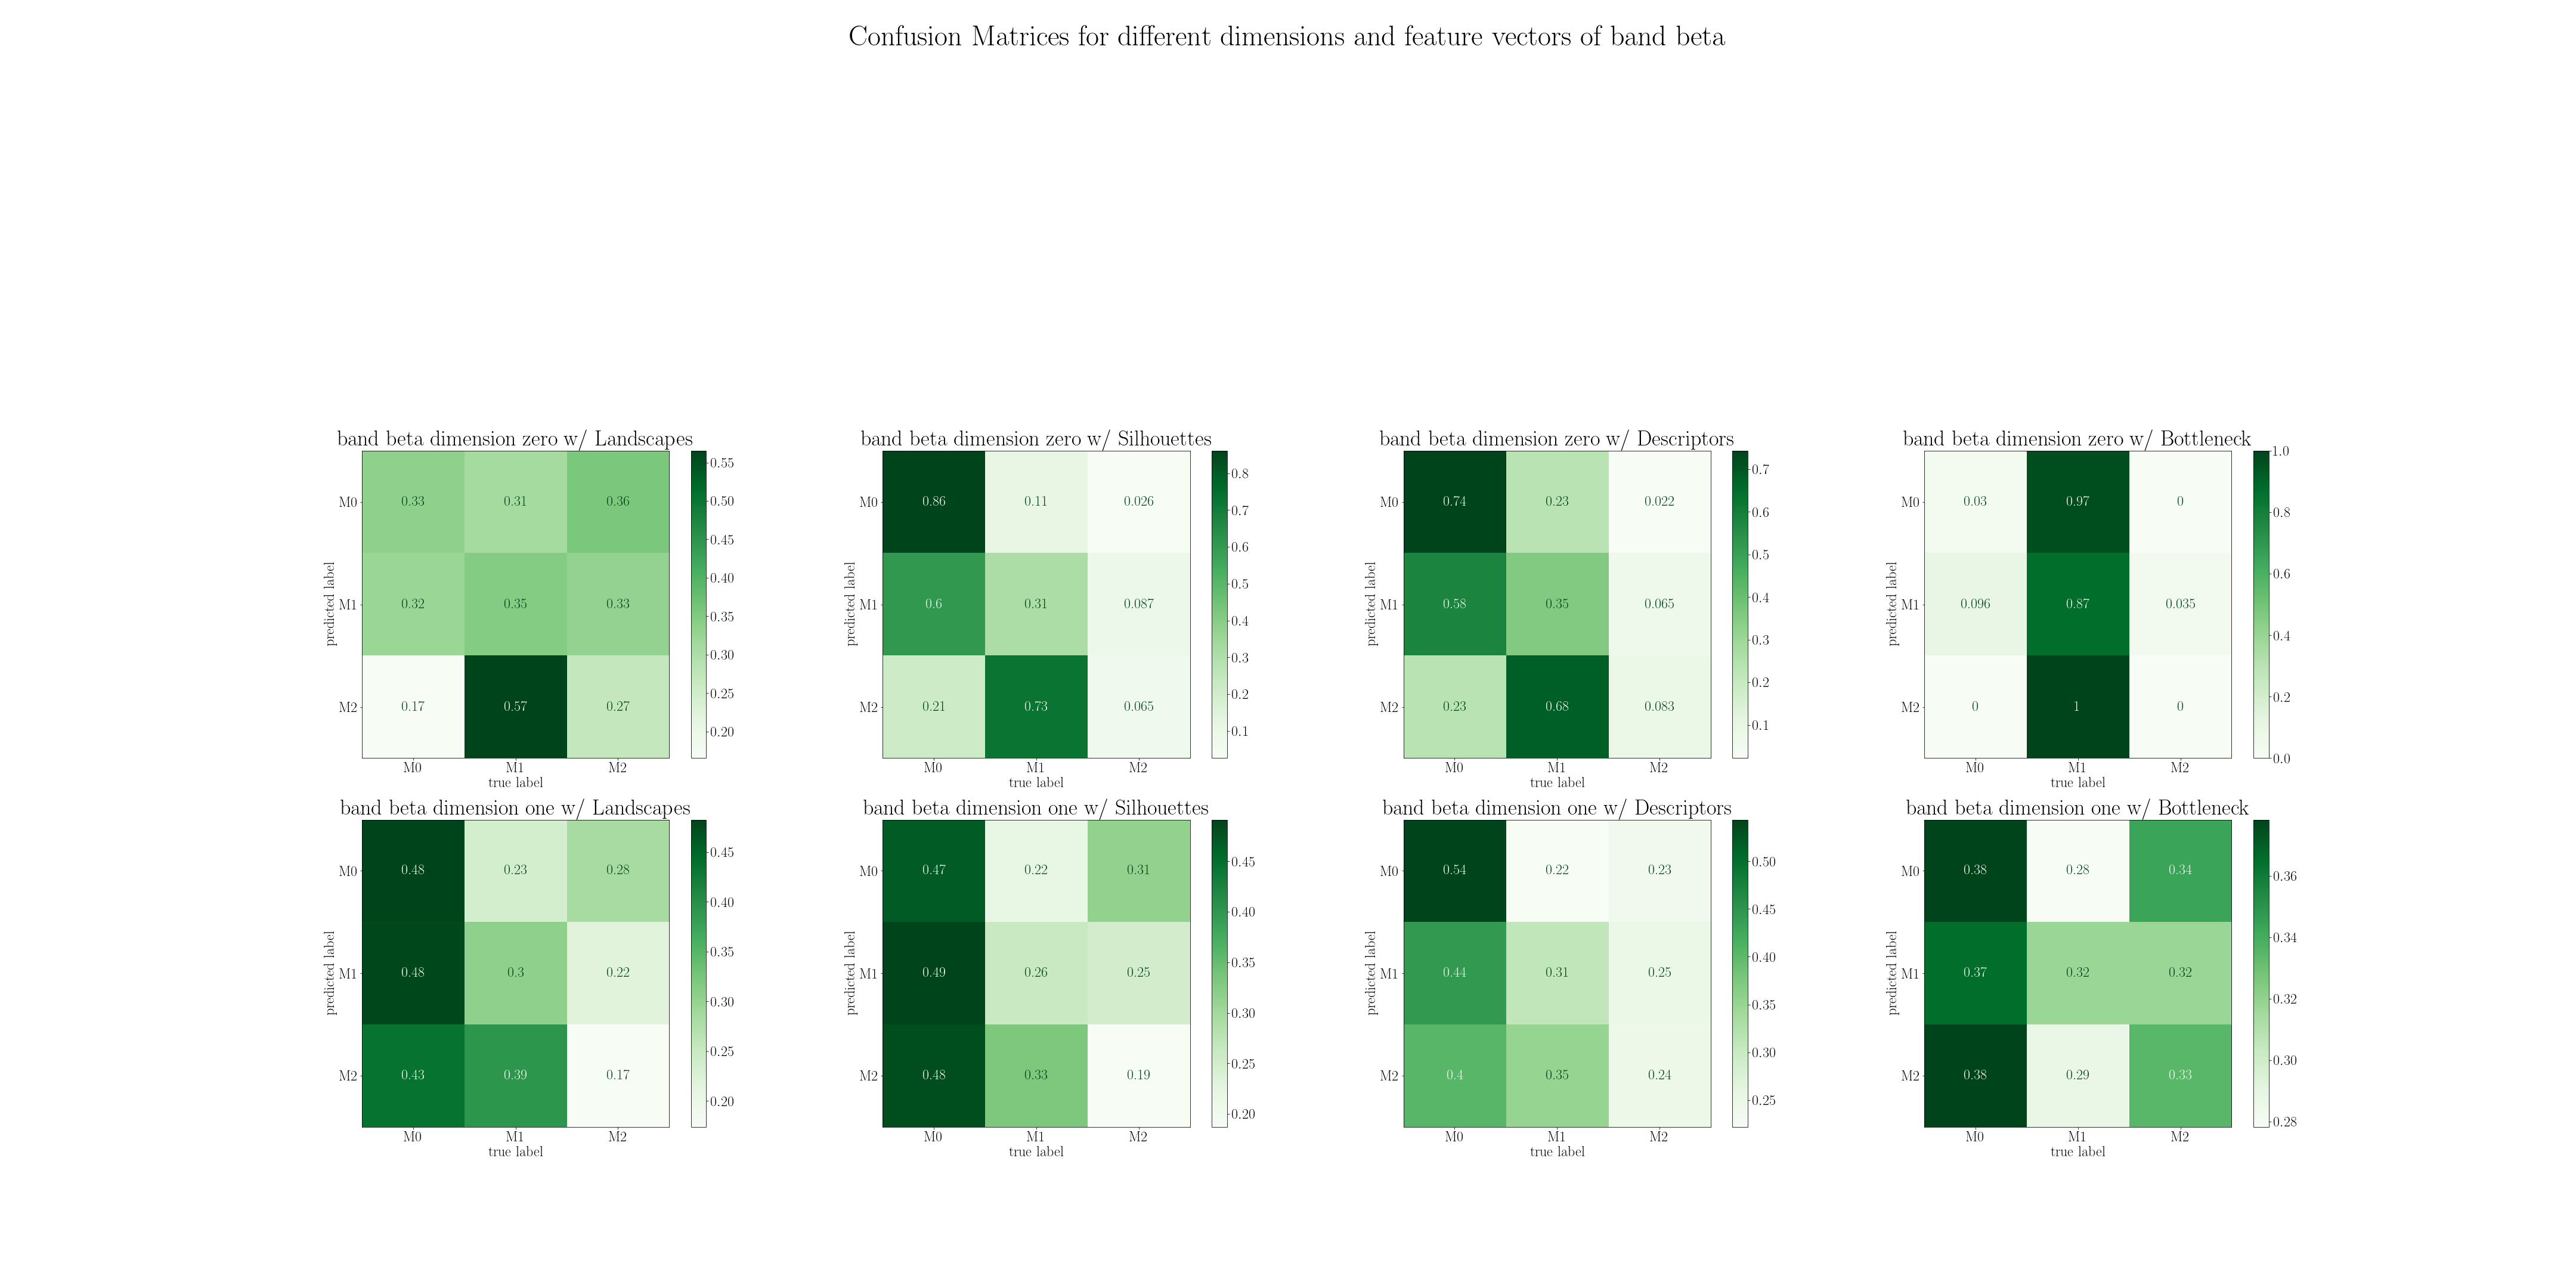 Confusion Matrices for different dimensions and feature vectors of band beta
band beta dimension zero w/ Landscapes
M0 0.33 0.31 0.36
M1 0.32 0.35 0.33
M2 0.17 0.57 0.27
M0 M1 M2
true label
predicted label
0.55
0.50
0.45
0.40
0.35
0.30
0.25
0.20
band beta dimension zero w/ Silhouettes
M0 0.86 0.11 0.026
M1 0.6 0.31 0.087
M2 0.21 0.73 0.065
M0 M1 M2
true label
predicted label
0.8
0.7
0.6
0.5
0.4
0.3
0.2
0.1
band beta dimension zero w/ Descriptors
M0 0.74 0.23 0.022
M1 0.58 0.35 0.065
M2 0.23 0.68 0.083
M0 M1 M2
true label
predicted label
0.7
0.6
0.5
0.4
0.3
0.2
0.1
band beta dimension zero w/ Bottleneck
M0 0.03 0.97 0
M1 0.096 0.87 0.035
M2 0 1 0
M0 M1 M2
true label
predicted label
1.0
0.8
0.6
0.4
0.2
0.0
band beta dimension one w/ Landscapes
M0 0.48 0.23 0.28
M1 0.48 0.3 0.22
M2 0.43 0.39 0.17
M0 M1 M2
true label
predicted label
0.45
0.40
0.35
0.30
0.25
0.20
band beta dimension one w/ Silhouettes
M0 0.47 0.22 0.31
M1 0.49 0.26 0.25
M2 0.48 0.33 0.19
M0 M1 M2
true label
predicted label
0.45
0.40
0.35
0.30
0.25
0.20
band beta dimension one w/ Descriptors
M0 0.54 0.22 0.23
M1 0.44 0.31 0.25
M2 0.4 0.35 0.24
M0 M1 M2
true label
predicted label
0.50
0.45
0.40
0.35
0.30
0.25
band beta dimension one w/ Bottleneck
M0 0.38 0.28 0.34
M1 0.37 0.32 0.32
M2 0.38 0.29 0.33
M0 M1 M2
true label
predicted label
0.36
0.34
0.32
0.30
0.28